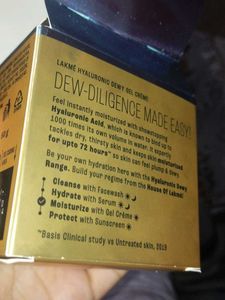 LAKMÉ HYALURONIC DEWY GEL CRÈME
DEW-DILIGENCE MADE EASY!
Feel instantly moisturized with showstopping
Hyaluronic Acid, which is known to bind up to
1000 times its own volume in water. It instantly
tackles dry, thirsty skin and keeps skin moisturized
for upto 72 hours** so skin can feel plump & dewy
Be your own hydration hero with the Hyaluronic Dewy
Range. Build your regime from the House Of Lakmé!
Cleanse with Facewash
Hydrate with Serum
Moisturize with Gel Crème
Protect with Sunscreen
**Basis Clinical study vs Untreated skin, 2019